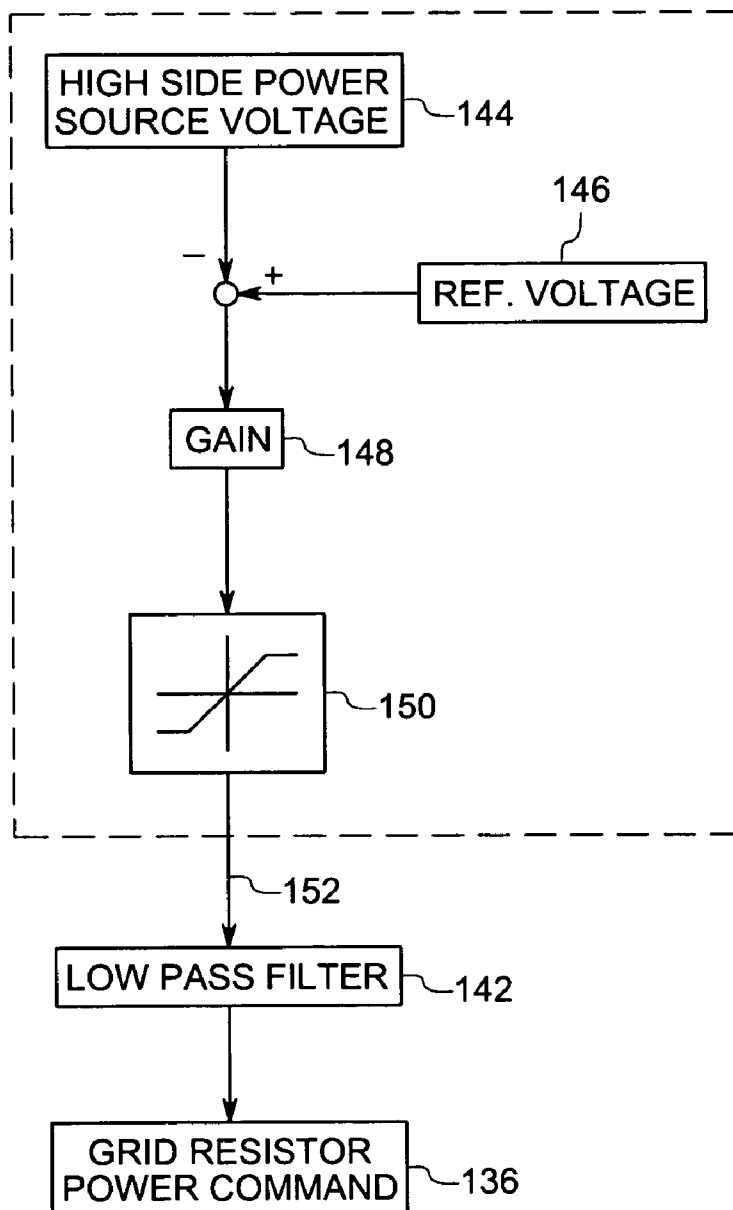 HIGH SIDE POWER
SOURCE VOLTAGE
144
146
−
+
REF. VOLTAGE
GAIN
148
150
152
LOW PASS FILTER
142
GRID RESISTOR
POWER COMMAND
136